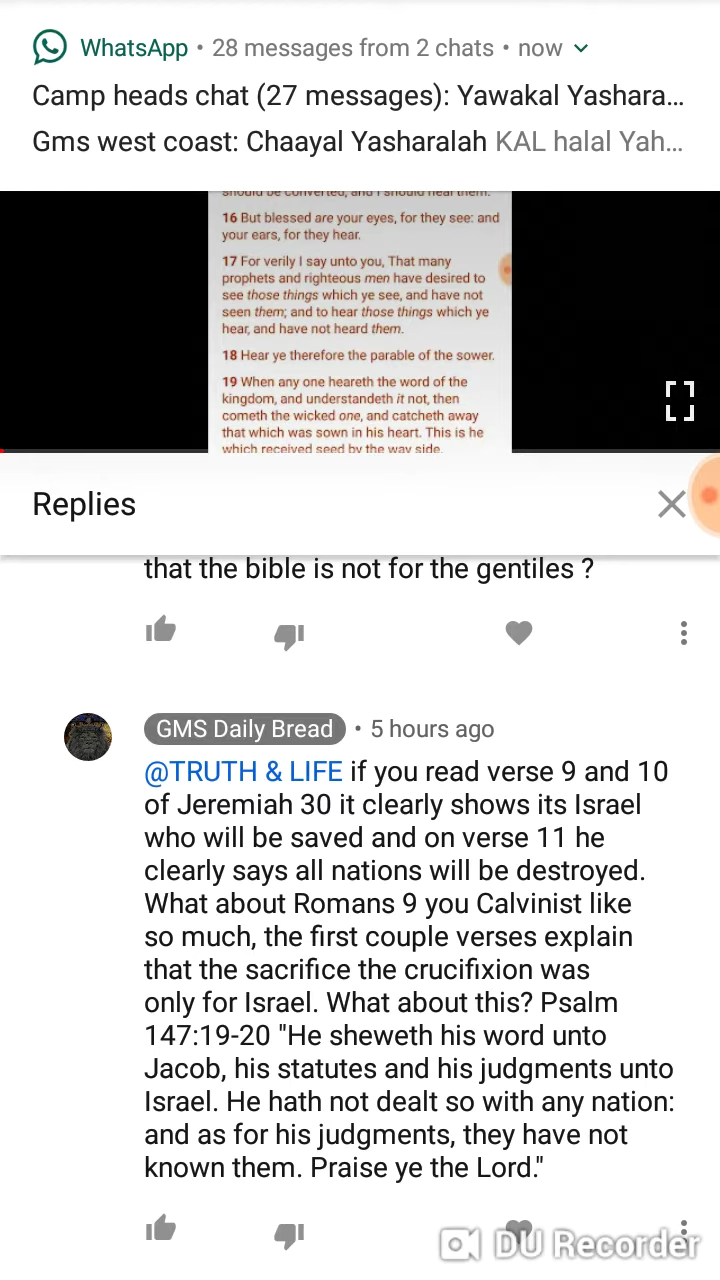 WhatsApp • 28 messages from 2 chats • now
Camp heads chat (27 messages): Yawakal Yashara...
Gms west coast: Chaayal Yasharalah KAL halal Yah...
should be converted, and I should heal them.
16 But blessed are your eyes, for they see: and
your ears, for they hear.
17 For verily I say unto you, That many
prophets and righteous men have desired to
see those things which ye see, and have not
seen them; and to hear those things which ye
hear, and have not heard them.
18 Hear ye therefore the parable of the sower.
19 When any one heareth the word of the
kingdom, and understandeth it not, then
cometh the wicked one, and catcheth away
that which was sown in his heart. This is he
which received seed by the way side.
Replies
that the bible is not for the gentiles ?
GMS Daily Bread • 5 hours ago
@TRUTH & LIFE if you read verse 9 and 10
of Jeremiah 30 it clearly shows its Israel
who will be saved and on verse 11 he
clearly says all nations will be destroyed.
What about Romans 9 you Calvinist like
so much, the first couple verses explain
that the sacrifice the crucifixion was
only for Israel. What about this? Psalm
147:19-20 "He sheweth his word unto
Jacob, his statutes and his judgments unto
Israel. He hath not dealt so with any nation:
and as for his judgments, they have not
known them. Praise ye the Lord."
DU Recorder